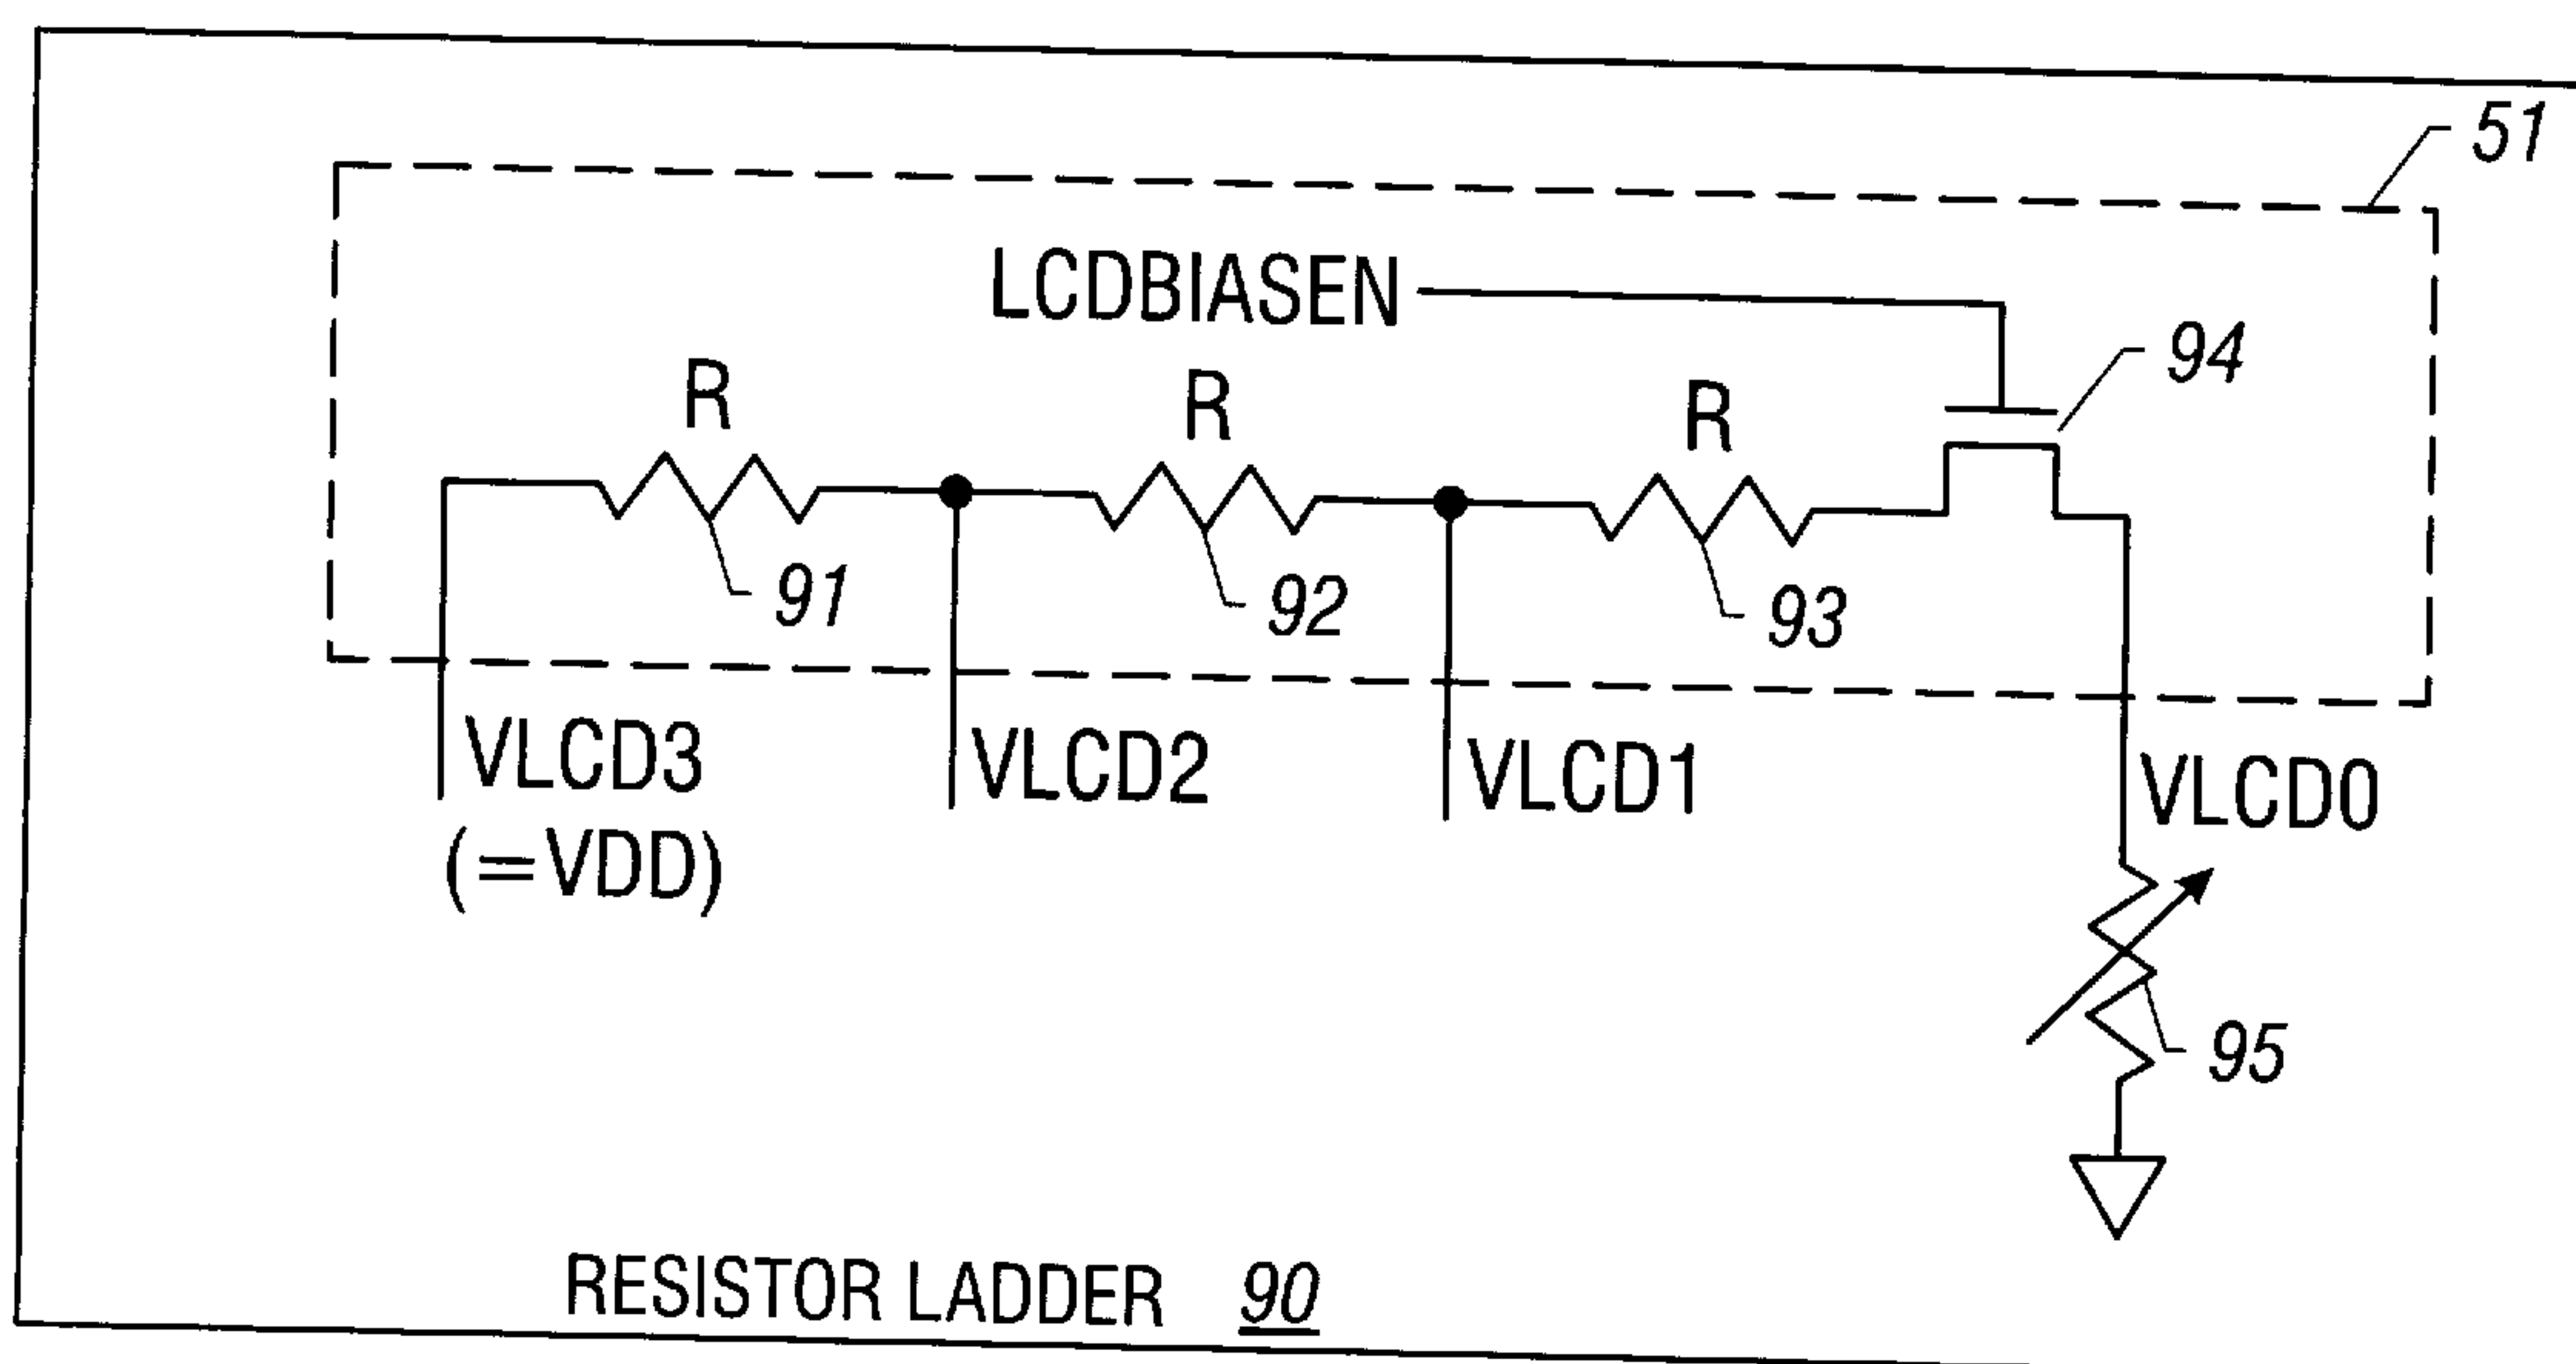 51
LCDBIASEN
94
R
R
R
91
92
93
VLCD3
(=VDD)
VLCD2
VLCD1
VLCD0
95
RESISTOR LADDER 90